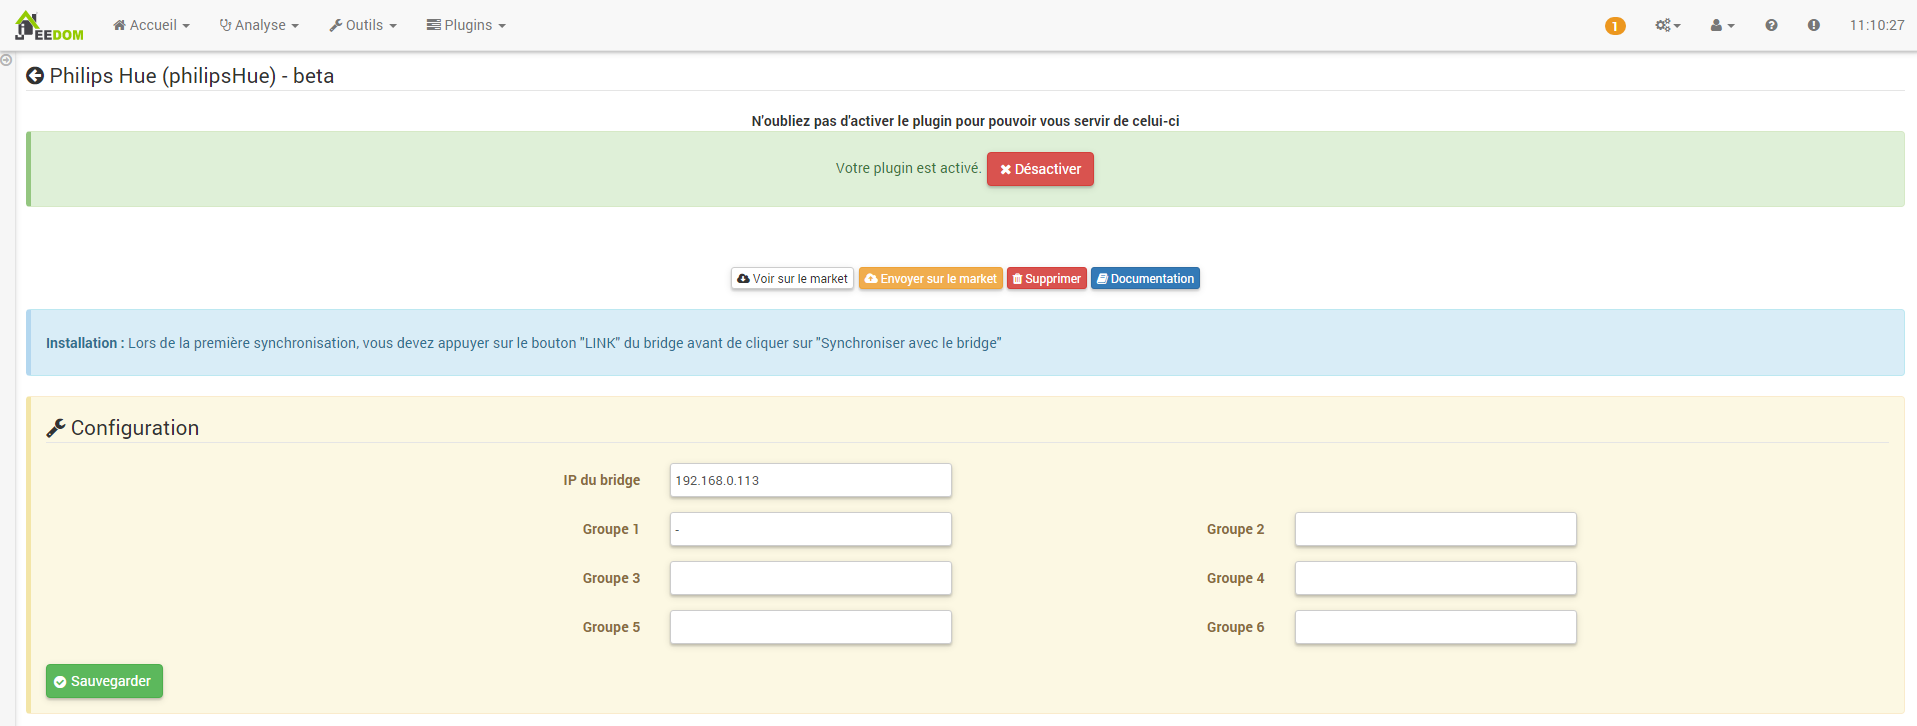 JEEDOM Accueil Analyse Outils Plugins 1 11:10:27
Philips Hue (philipsHue) - beta
N'oubliez pas d'activer le plugin pour pouvoir vous servir de celui-ci
Votre plugin est activé. Désactiver
Voir sur le market Envoyer sur le market Supprimer Documentation
Installation : Lors de la première synchronisation, vous devez appuyer sur le bouton "LINK" du bridge avant de cliquer sur "Synchroniser avec le bridge"
Configuration
IP du bridge 192.168.0.113
Groupe 1 - Groupe 2
Groupe 3 Groupe 4
Groupe 5 Groupe 6
Sauvegarder